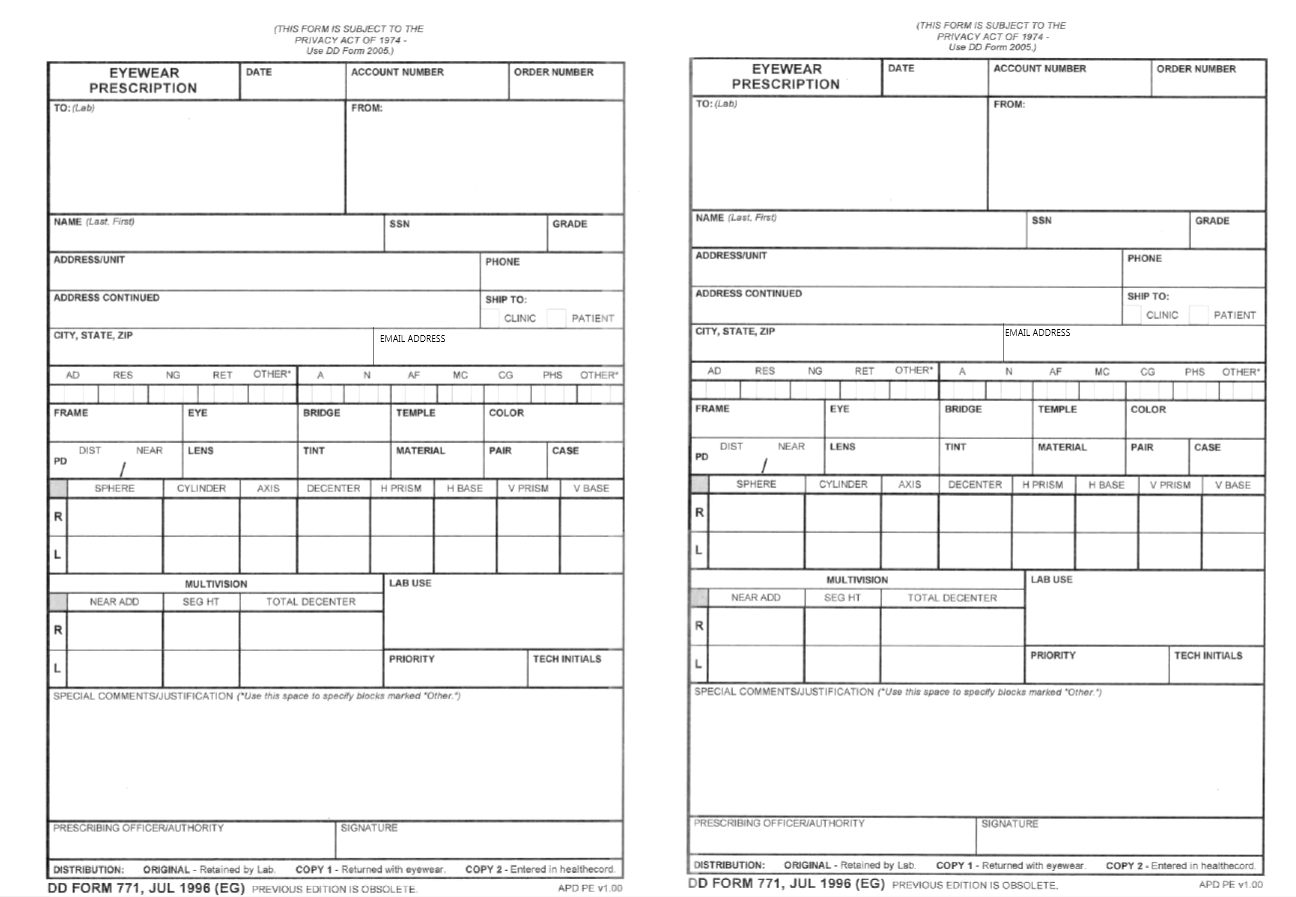 (THIS FORM IS SUBJECT TO THE
PRIVACY ACT OF 1974 -
Use DD Form 2005.)
EYEWEAR
PRESCRIPTION
DATE
ACCOUNT NUMBER
ORDER NUMBER
TO: (Lab)
FROM:
NAME (Last, First)
SSN
GRADE
ADDRESS/UNIT
PHONE
ADDRESS CONTINUED
SHIP TO:
CLINIC
PATIENT
CITY, STATE, ZIP
EMAIL ADDRESS
AD RES NG RET OTHER* A N AF MC CG PHS OTHER*
FRAME EYE BRIDGE TEMPLE COLOR
DIST NEAR LENS TINT MATERIAL PAIR CASE
PD /
SPHERE CYLINDER AXIS DECENTER H PRISM H BASE V PRISM V BASE
R
L
MULTIVISION
LAB USE
NEAR ADD SEG HT TOTAL DECENTER
R
L
PRIORITY
TECH INITIALS
SPECIAL COMMENTS/JUSTIFICATION (*Use this space to specify blocks marked "Other.")
PRESCRIBING OFFICER/AUTHORITY
SIGNATURE
DISTRIBUTION: ORIGINAL - Retained by Lab. COPY 1 - Returned with eyewear. COPY 2 - Entered in healthecord.
DD FORM 771, JUL 1996 (EG) PREVIOUS EDITION IS OBSOLETE. APD PE v1.00
(THIS FORM IS SUBJECT TO THE
PRIVACY ACT OF 1974 -
Use DD Form 2005.)
EYEWEAR
PRESCRIPTION
DATE
ACCOUNT NUMBER
ORDER NUMBER
TO: (Lab)
FROM:
NAME (Last, First)
SSN
GRADE
ADDRESS/UNIT
PHONE
ADDRESS CONTINUED
SHIP TO:
CLINIC
PATIENT
CITY, STATE, ZIP
EMAIL ADDRESS
AD RES NG RET OTHER* A N AF MC CG PHS OTHER*
FRAME EYE BRIDGE TEMPLE COLOR
DIST NEAR LENS TINT MATERIAL PAIR CASE
PD /
SPHERE CYLINDER AXIS DECENTER H PRISM H BASE V PRISM V BASE
R
L
MULTIVISION
LAB USE
NEAR ADD SEG HT TOTAL DECENTER
R
L
PRIORITY
TECH INITIALS
SPECIAL COMMENTS/JUSTIFICATION (*Use this space to specify blocks marked "Other.")
PRESCRIBING OFFICER/AUTHORITY
SIGNATURE
DISTRIBUTION: ORIGINAL - Retained by Lab. COPY 1 - Returned with eyewear. COPY 2 - Entered in healthecord.
DD FORM 771, JUL 1996 (EG) PREVIOUS EDITION IS OBSOLETE. APD PE v1.00